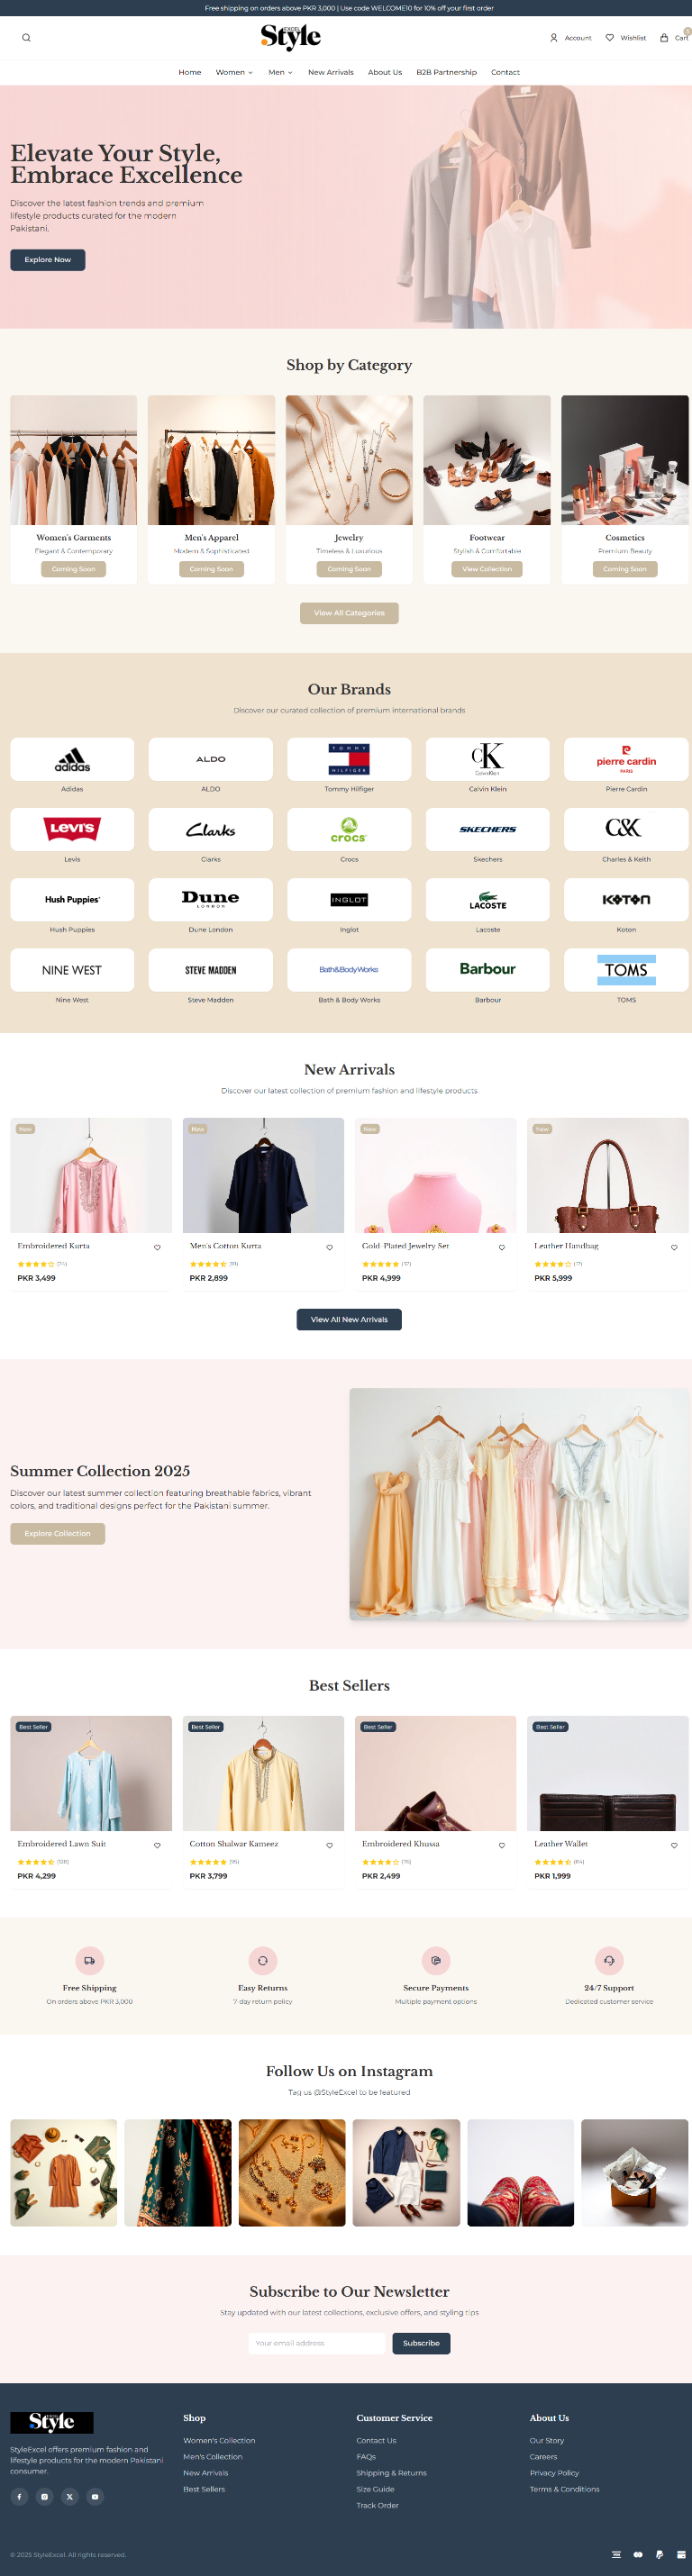 Free shipping on orders above PKR 3,000 | Use code WELCOME10 for 10% off your first order
EXCEL
Style
Account
Wishlist
Cart
Home
Women
Men
New Arrivals
About Us
B2B Partnership
Contact
Elevate Your Style,
Embrace Excellence
Discover the latest fashion trends and premium
lifestyle products curated for the modern
Pakistani.
Explore Now
Shop by Category
Women's Garments
Elegant & Contemporary
Coming Soon
Men's Apparel
Modern & Sophisticated
Coming Soon
Jewelry
Timeless & Luxurious
Coming Soon
Footwear
Stylish & Comfortable
View Collection
Cosmetics
Premium Beauty
Coming Soon
View All Categories
Our Brands
Discover our curated collection of premium international brands
adidas
Adidas
ALDO
ALDO
TOMMY
HILFIGER
Tommy Hilfiger
CK
Calvin Klein
Calvin Klein
pierre cardin
PARIS
Pierre Cardin
LEVI'S
Levis
Clarks
Clarks
crocs
Crocs
SKECHERS
Skechers
C&K
Charles & Keith
Hush Puppies
Hush Puppies
Dune
LONDON
Dune London
INGLOT
Inglot
LACOSTE
Lacoste
KOTON
Koton
NINE WEST
Nine West
STEVE MADDEN
Steve Madden
Bath&BodyWorks
Bath & Body Works
Barbour
Barbour
TOMS
TOMS
New Arrivals
Discover our latest collection of premium fashion and lifestyle products
New
Embroidered Kurta
(24)
PKR 3,499
New
Men's Cotton Kurta
PKR 2,899
New
Gold-Plated Jewelry Set
PKR 4,999
New
Leather Handbag
PKR 5,999
View All New Arrivals
Summer Collection 2025
Discover our latest summer collection featuring breathable fabrics, vibrant
colors, and traditional designs perfect for the Pakistani summer.
Explore Collection
Best Sellers
Best Seller
Embroidered Lawn Suit
PKR 4,299
Best Seller
Cotton Shalwar Kameez
PKR 3,799
Best Seller
Embroidered Khussa
PKR 2,499
Best Seller
Leather Wallet
PKR 1,999
Free Shipping
On orders above PKR 3,000
Easy Returns
7-day return policy
Secure Payments
Multiple payment options
24/7 Support
Dedicated customer service
Follow Us on Instagram
Tag us @StyleExcel to be featured
Subscribe to Our Newsletter
Stay updated with our latest collections, exclusive offers, and styling tips
Your email address
Subscribe
Style
StyleExcel offers premium fashion and
lifestyle products for the modern Pakistani
consumer.
Shop
Women's Collection
Men's Collection
New Arrivals
Best Sellers
Customer Service
Contact Us
FAQs
Shipping & Returns
Size Guide
Track Order
About Us
Our Story
Careers
Privacy Policy
Terms & Conditions
© 2025 StyleExcel. All rights reserved.